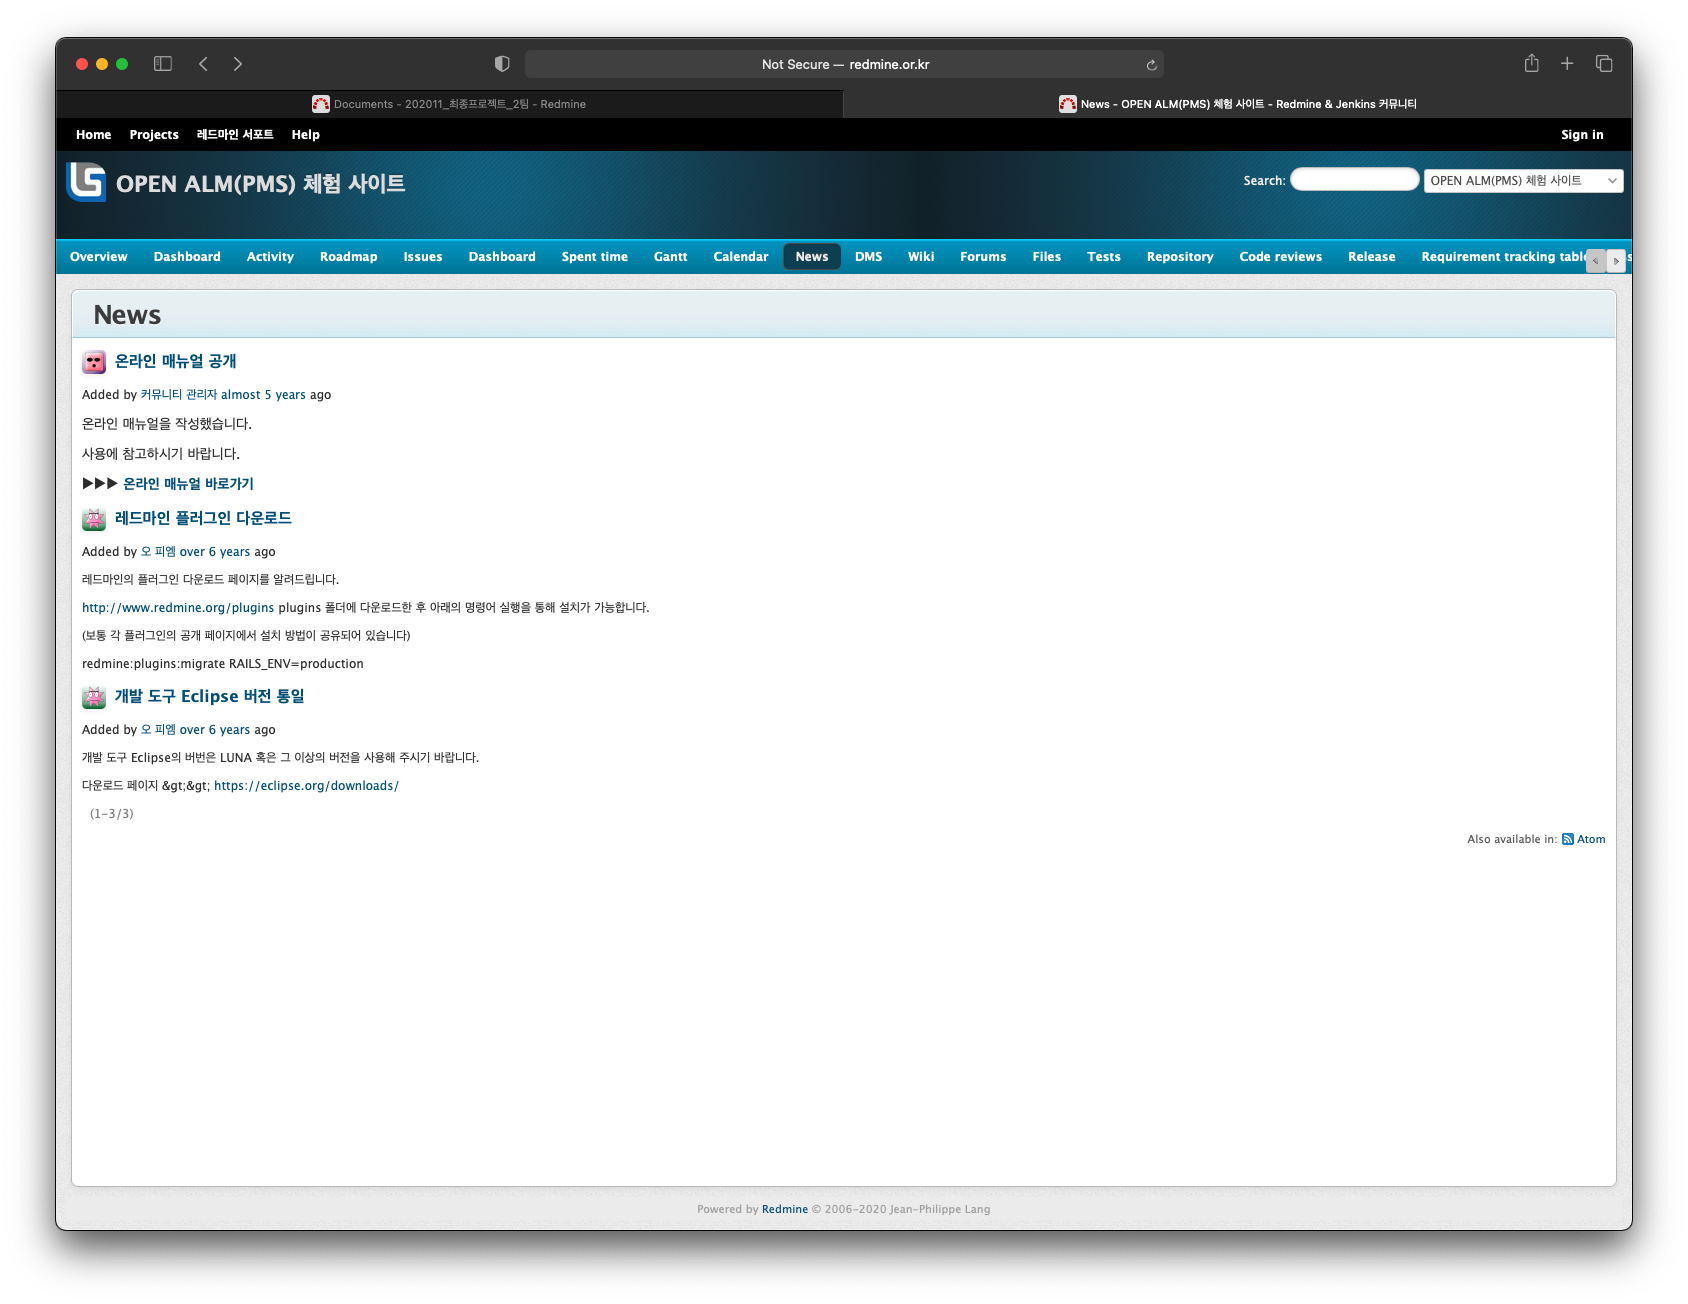 Not Secure — redmine.or.kr
Documents - 202011_최종프로젝트_2팀 - Redmine
News - OPEN ALM(PMS) 체험 사이트 - Redmine & Jenkins 커뮤니티
Home Projects 레드마인 서포트 Help Sign in
OPEN ALM(PMS) 체험 사이트
Search: OPEN ALM(PMS) 체험 사이트
Overview Dashboard Activity Roadmap Issues Dashboard Spent time Gantt Calendar News DMS Wiki Forums Files Tests Repository Code reviews Release Requirement tracking table
News
온라인 매뉴얼 공개
Added by 커뮤니티 관리자 almost 5 years ago
온라인 매뉴얼을 작성했습니다.
사용에 참고하시기 바랍니다.
▶▶▶ 온라인 매뉴얼 바로가기
레드마인 플러그인 다운로드
Added by 오 피엠 over 6 years ago
레드마인의 플러그인 다운로드 페이지를 알려드립니다.
http://www.redmine.org/plugins plugins 폴더에 다운로드한 후 아래의 명령어 실행을 통해 설치가 가능합니다.
(보통 각 플러그인의 공개 페이지에서 설치 방법이 공유되어 있습니다)
redmine:plugins:migrate RAILS_ENV=production
개발 도구 Eclipse 버전 통일
Added by 오 피엠 over 6 years ago
개발 도구 Eclipse의 버번은 LUNA 혹은 그 이상의 버전을 사용해 주시기 바랍니다.
다운로드 페이지 &gt;&gt; https://eclipse.org/downloads/
(1-3/3)
Also available in: Atom
Powered by Redmine © 2006-2020 Jean-Philippe Lang